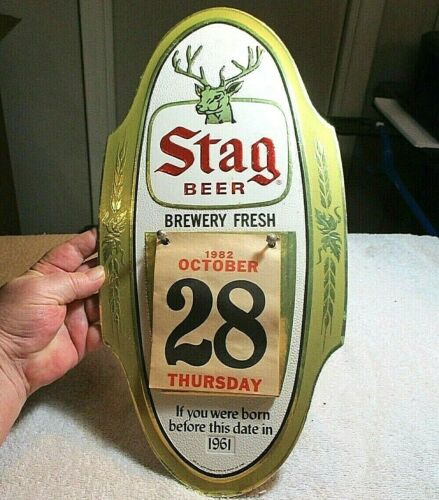 Stag®
BEER
BREWERY FRESH
1982
OCTOBER
28
THURSDAY
If you were born
before this date in
1961